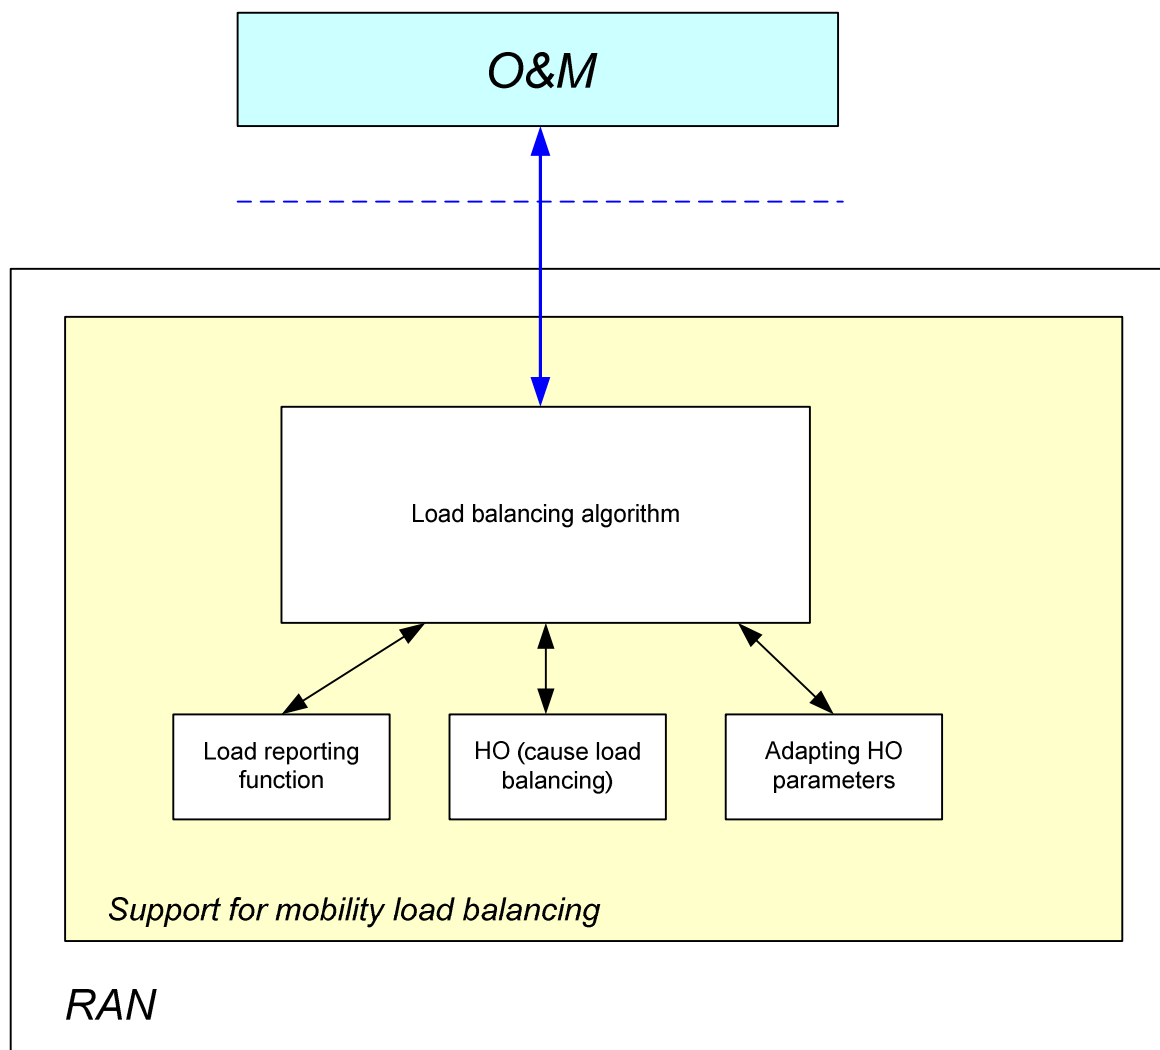 O&M
Load balancing algorithm
Load reporting
function
HO (cause load
balancing)
Adapting HO
parameters
Support for mobility load balancing
RAN